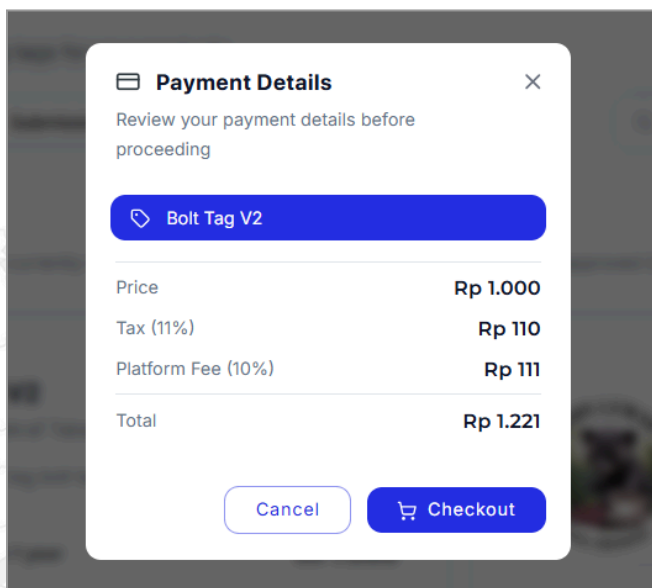 Payment Details
Review your payment details before
proceeding
Bolt Tag V2
Price Rp 1.000
Tax (11%) Rp 110
Platform Fee (10%) Rp 111
Total Rp 1.221
Cancel Checkout